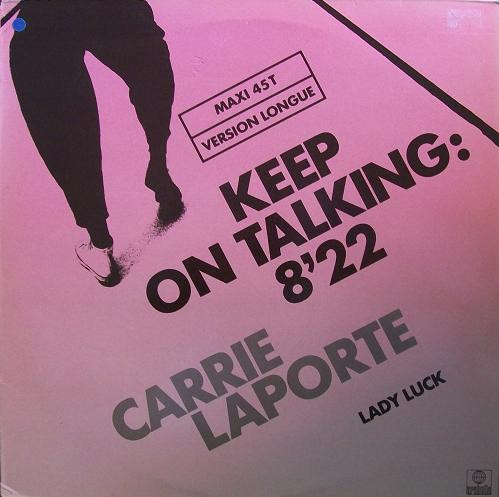 MAXI 45T
VERSION LONGUE
KEEP
ON TALKING:
8'22
CARRIE
LAPORTE
LADY LUCK